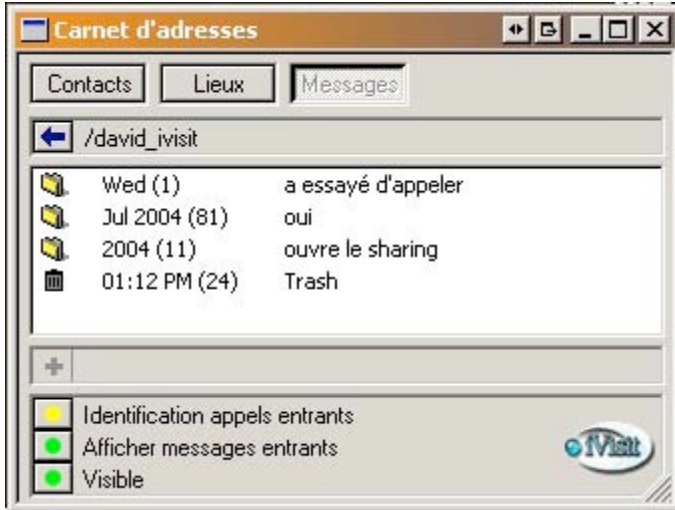 Carnet d'adresses
Contacts Lieux Messages
/david_ivisit
Wed (1) a essayé d'appeler
Jul 2004 (81) oui
2004 (11) ouvre le sharing
01:12 PM (24) Trash
Identification appels entrants
Afficher messages entrants
iVisit
Visible